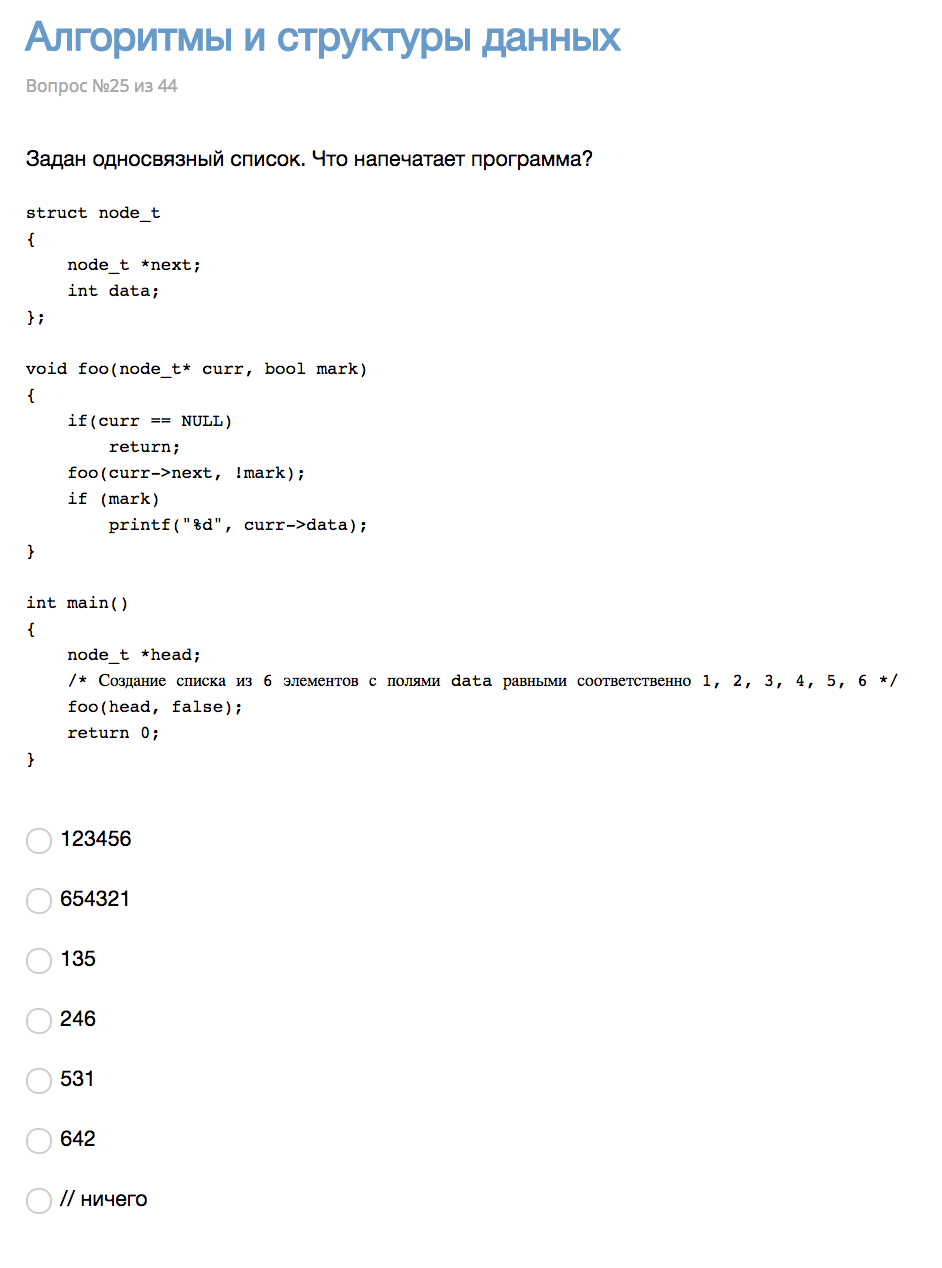 Алгоритмы и структуры данных
Вопрос №25 из 44
Задан односвязный список. Что напечатает программа?
struct node_t
{
    node_t *next;
    int data;
};
void foo(node_t* curr, bool mark)
{
    if(curr == NULL)
        return;
    foo(curr->next, !mark);
    if (mark)
        printf("%d", curr->data);
}
int main()
{
    node_t *head;
    /* Создание списка из 6 элементов с полями data равными соответственно 1, 2, 3, 4, 5, 6 */
    foo(head, false);
    return 0;
}
123456
654321
135
246
531
642
// ничего